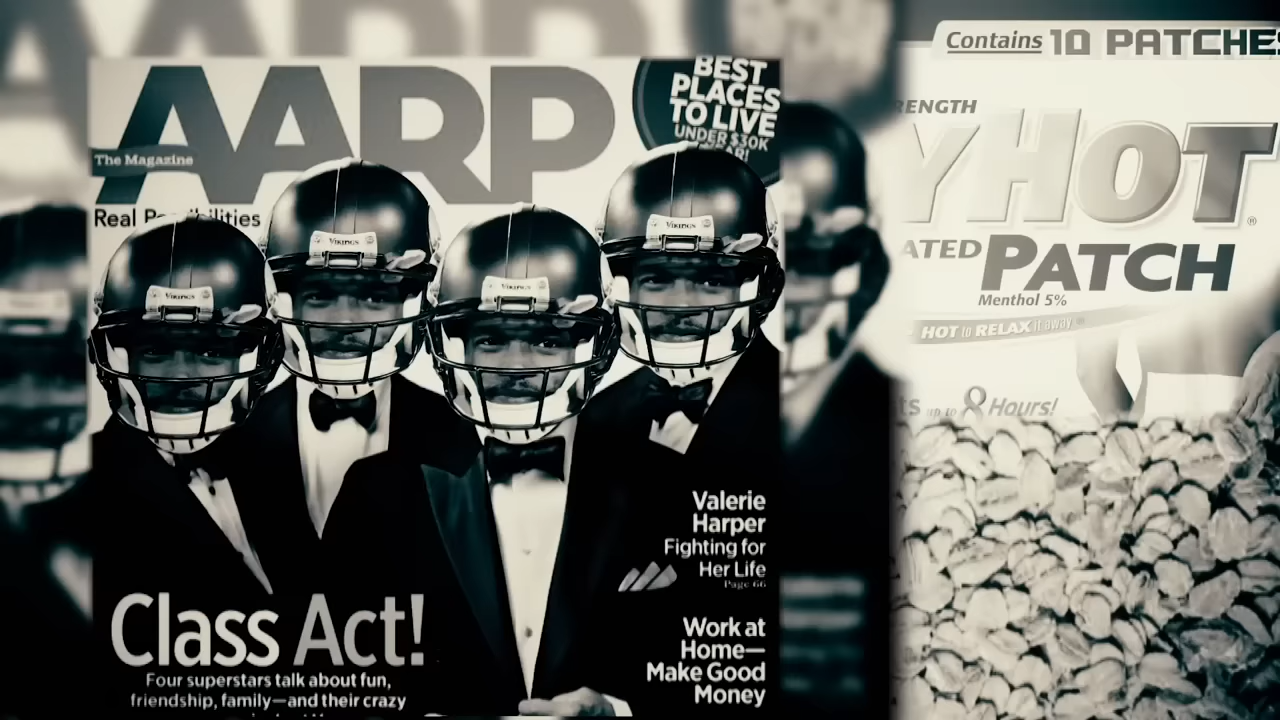 AARP
The Magazine
BEST
PLACES
TO LIVE
UNDER $30K
Real
VIKINGS
VIKINGS
VIKINGS
VIKINGS
Valerie
Harper
Fighting for
Her Life
Page 66
Work at
Home—
Make Good
Money
Class Act!
Four superstars talk about fun,
friendship, family—and their crazy
Contains 10 PATCHES
RENGTH
YHOT®
ATED PATCH
Menthol 5%
HOT to RELAX it away
ts up to 8 Hours!